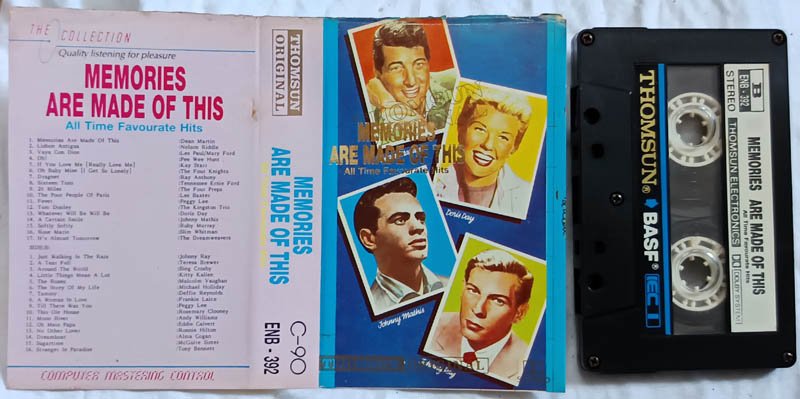 THE COLLECTION
Quality listening for pleasure
MEMORIES
ARE MADE OF THIS
All Time Favourate Hits
1. Memories Are Made Of This :Dean Martin
2. Lisbon Antigua :Nelson Riddle
3. Vaya Con Dios :Les Paul/Mary Ford
4. Oh! :Pee Wee Hunt
5. If You Love Me [Really Love Me] :Kay Starr
6. Oh Baby Mine [I Get So Lonely] :The Four Knights
7. Dragnet :Ray Anthony
8. Sixteen Tons :Tennessee Ernie Ford
9. 26 Miles :The Four Preps
10. The Poor People Of Paris :Les Baxter
11. Fever :Peggy Lee
12. Tom Dooley :The Kingston Trio
13. Whatever Will Be Will Be :Doris Day
14. A Certain Smile :Johnny Mathis
15. Softly Softly :Ruby Murray
16. Rose Marie :Slim Whitman
17. It's Almost Tomorrow :The Dreamweavers
1. Just Walking In The Rain :Johnny Ray
2. A Tear Fell :Teresa Brewer
3. Around The World :Bing Crosby
4. Little Things Mean A Lot :Kitty Kallen
5. The Roses :Malcolm Vaughan
6. The Story Of My Life :Michael Holliday
7. Tammy :Debbie Reynolds
8. A Woman In Love :Frankie Laine
9. Till There Was You :Peggy Lee
10. This Ole House :Rosemary Clooney
11. Moon River :Andy Williams
12. Oh Mein Papa :Eddie Calvert
13. No Other Love :Ronnie Hilton
14. Dreamboat :Alma Cogan
15. Sugartime :McGuire Sister
16. Stranger In Paradise :Tony Bennett
COMPUTER MASTERING CONTROL
THOMSUN
ORIGINAL
MEMORIES
ARE MADE OF THIS
C-90
ENB - 392
THOMSUN
MEMORIES
ARE MADE OF THIS
All Time Favourate Hits
Doris Day
Johnny Mathis
THOMSUN ORIGINAL
THOMSUN BASF ECI
B
ENB - 392
STEREO
THOMSUN ELECTRONICS
DOLBY SYSTEM
MEMORIES ARE MADE OF THIS
All Time Favourate Hits